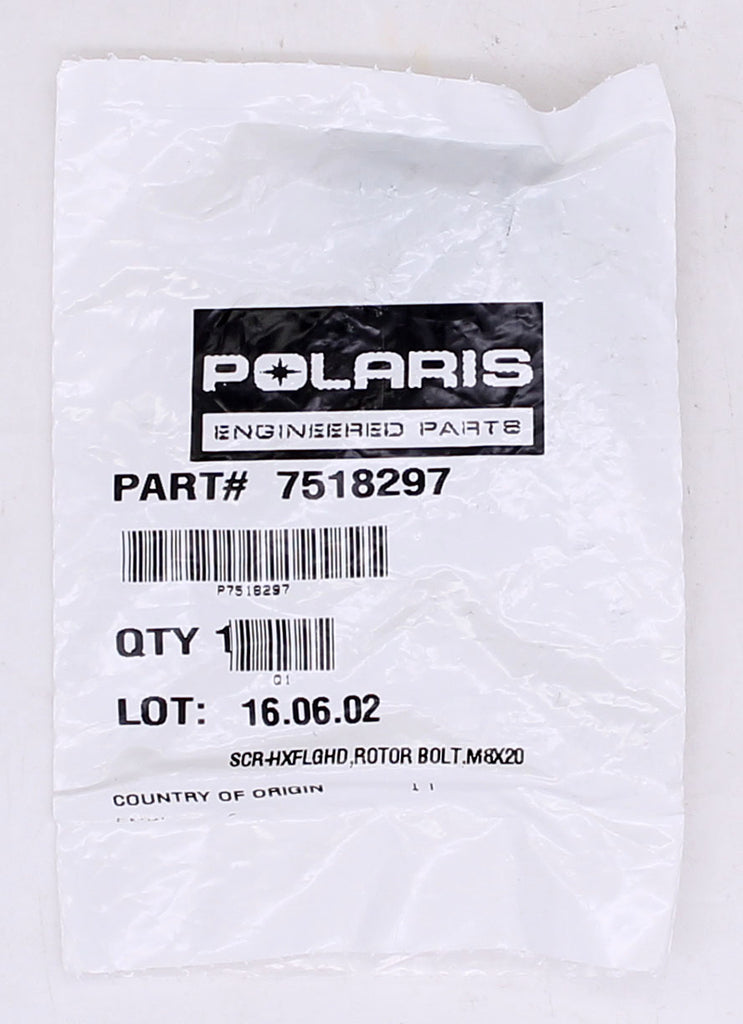 POLARIS
ENGINEERED PARTS
PART# 7518297
P7518297
QTY 1
Q1
LOT: 16.06.02
SCR-HXFLGHD,ROTOR BOLT.M8X20
COUNTRY OF ORIGIN